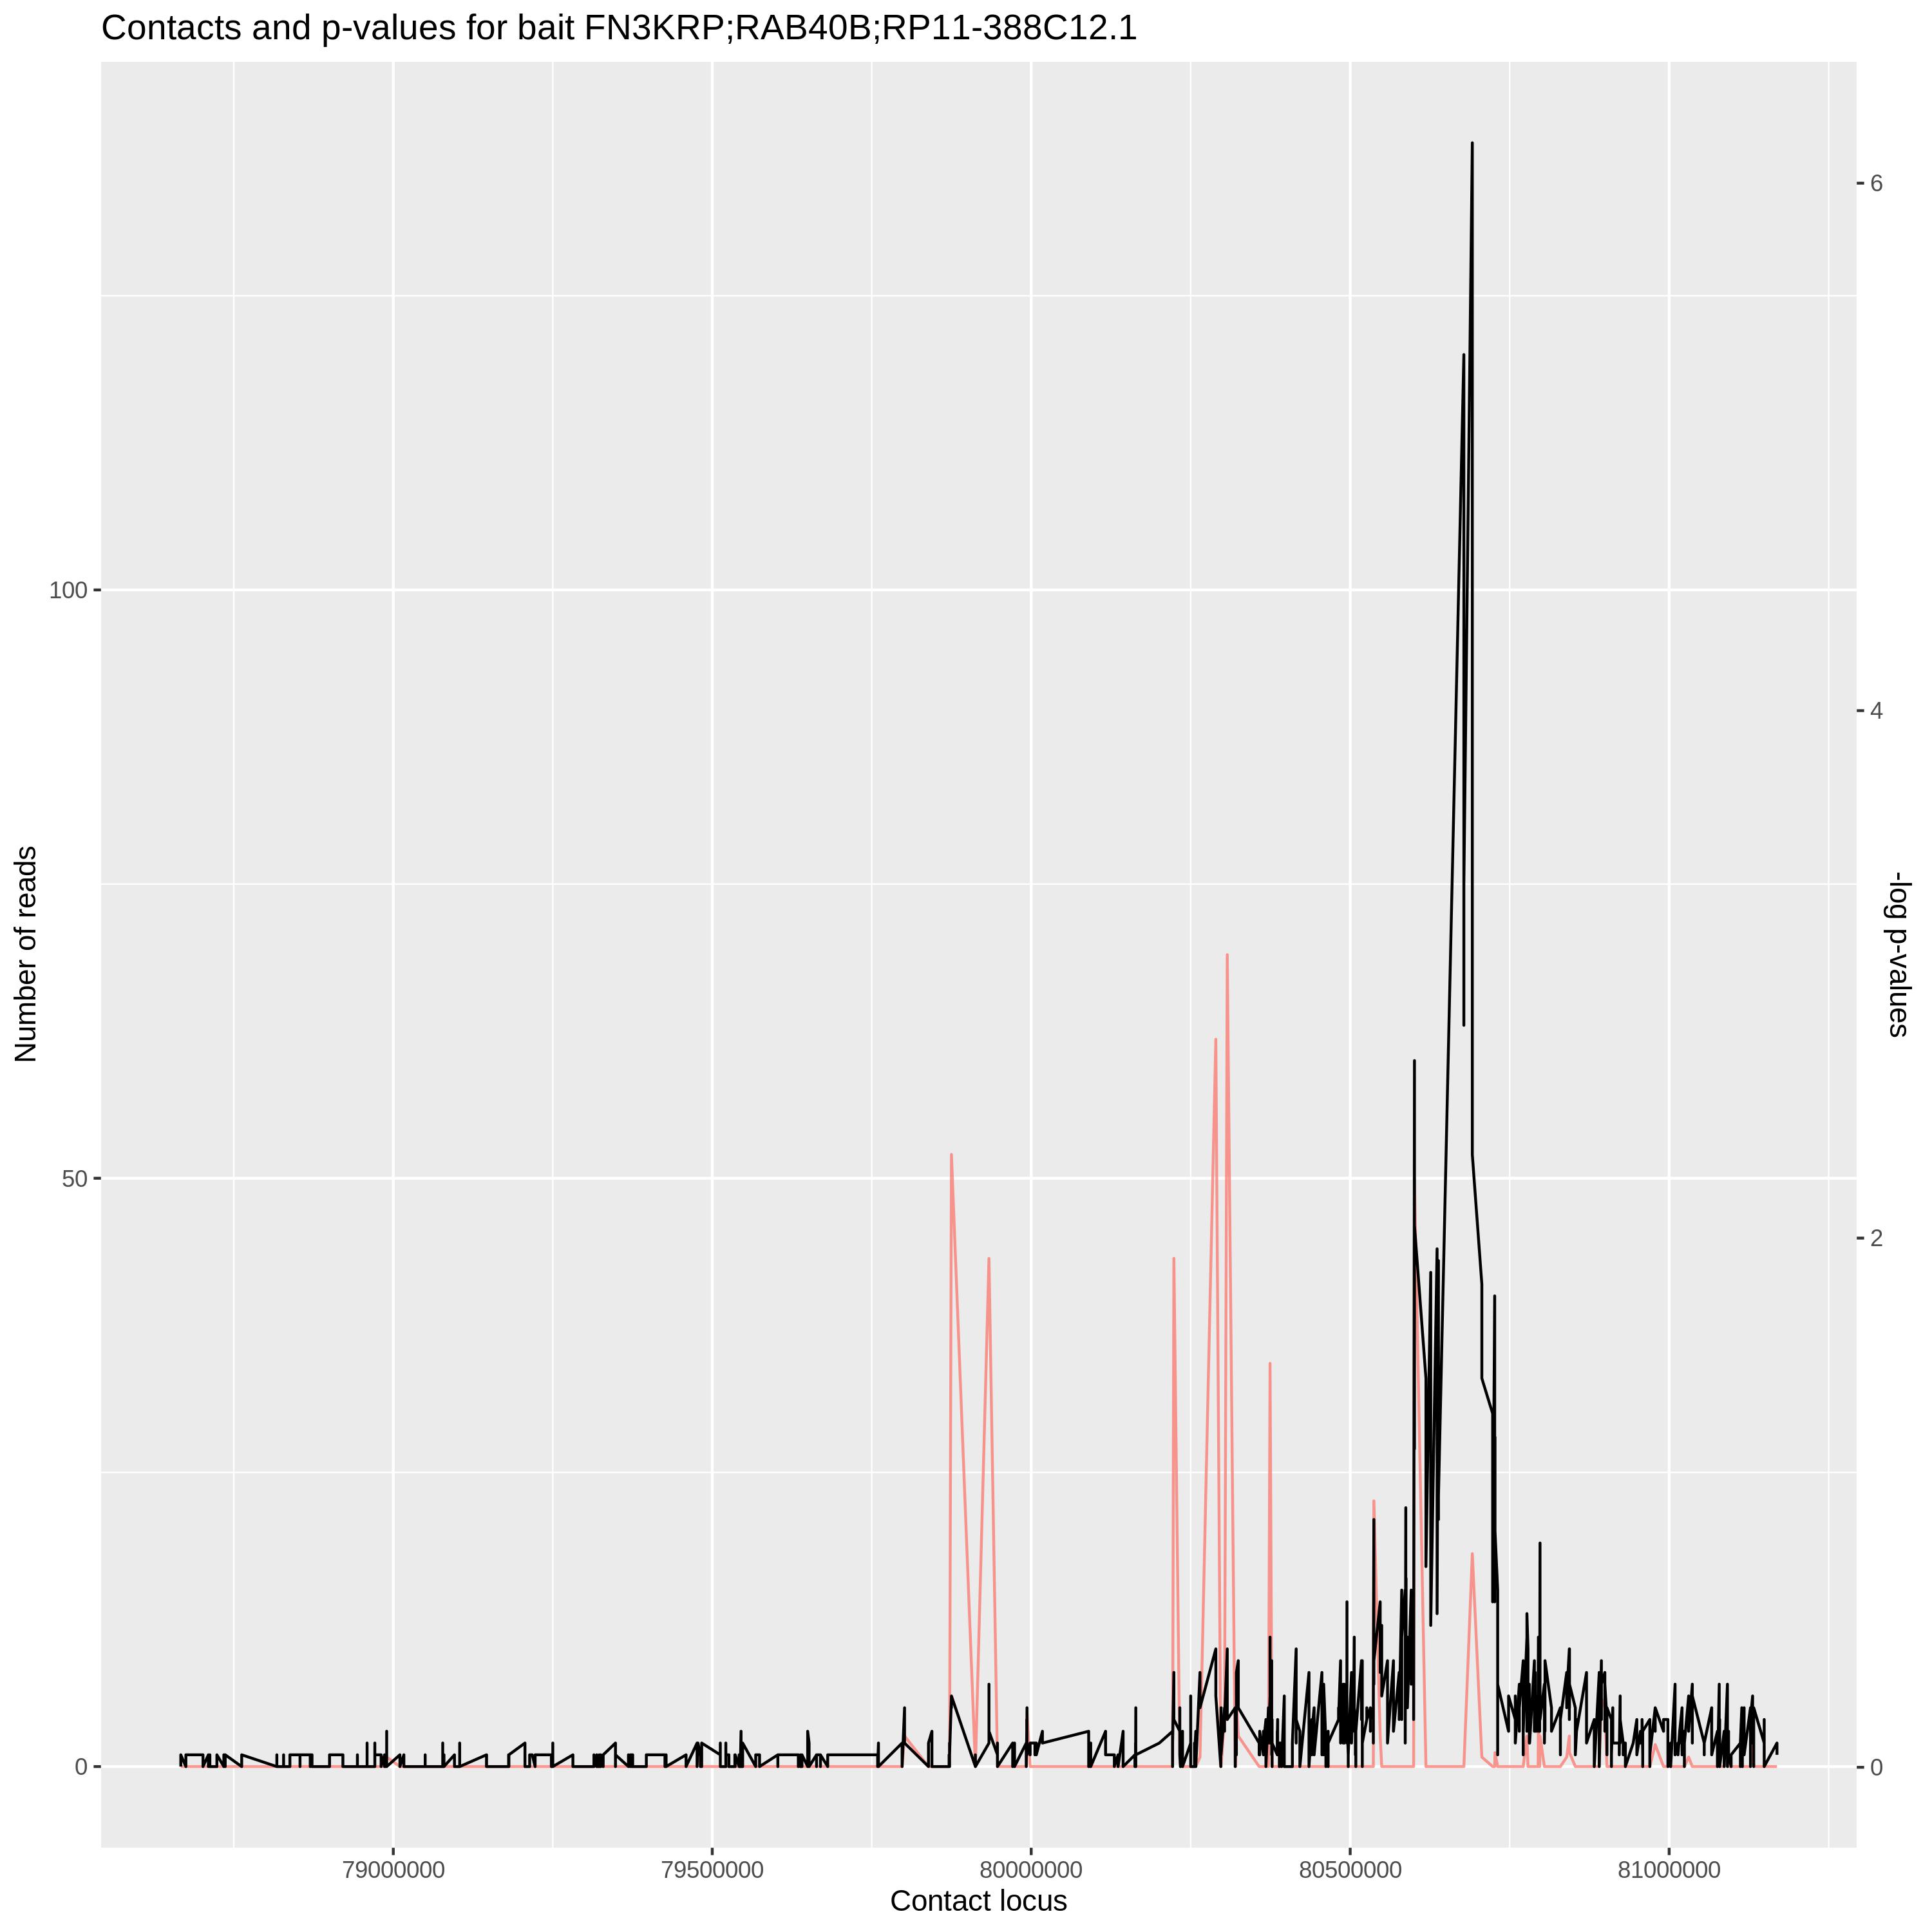 Contacts and p-values for bait FN3KRP;RAB40B;RP11-388C12.1
Number of reads
100
50
0
6
4
2
0
-log p-values
79000000 79500000 80000000 80500000 81000000
Contact locus